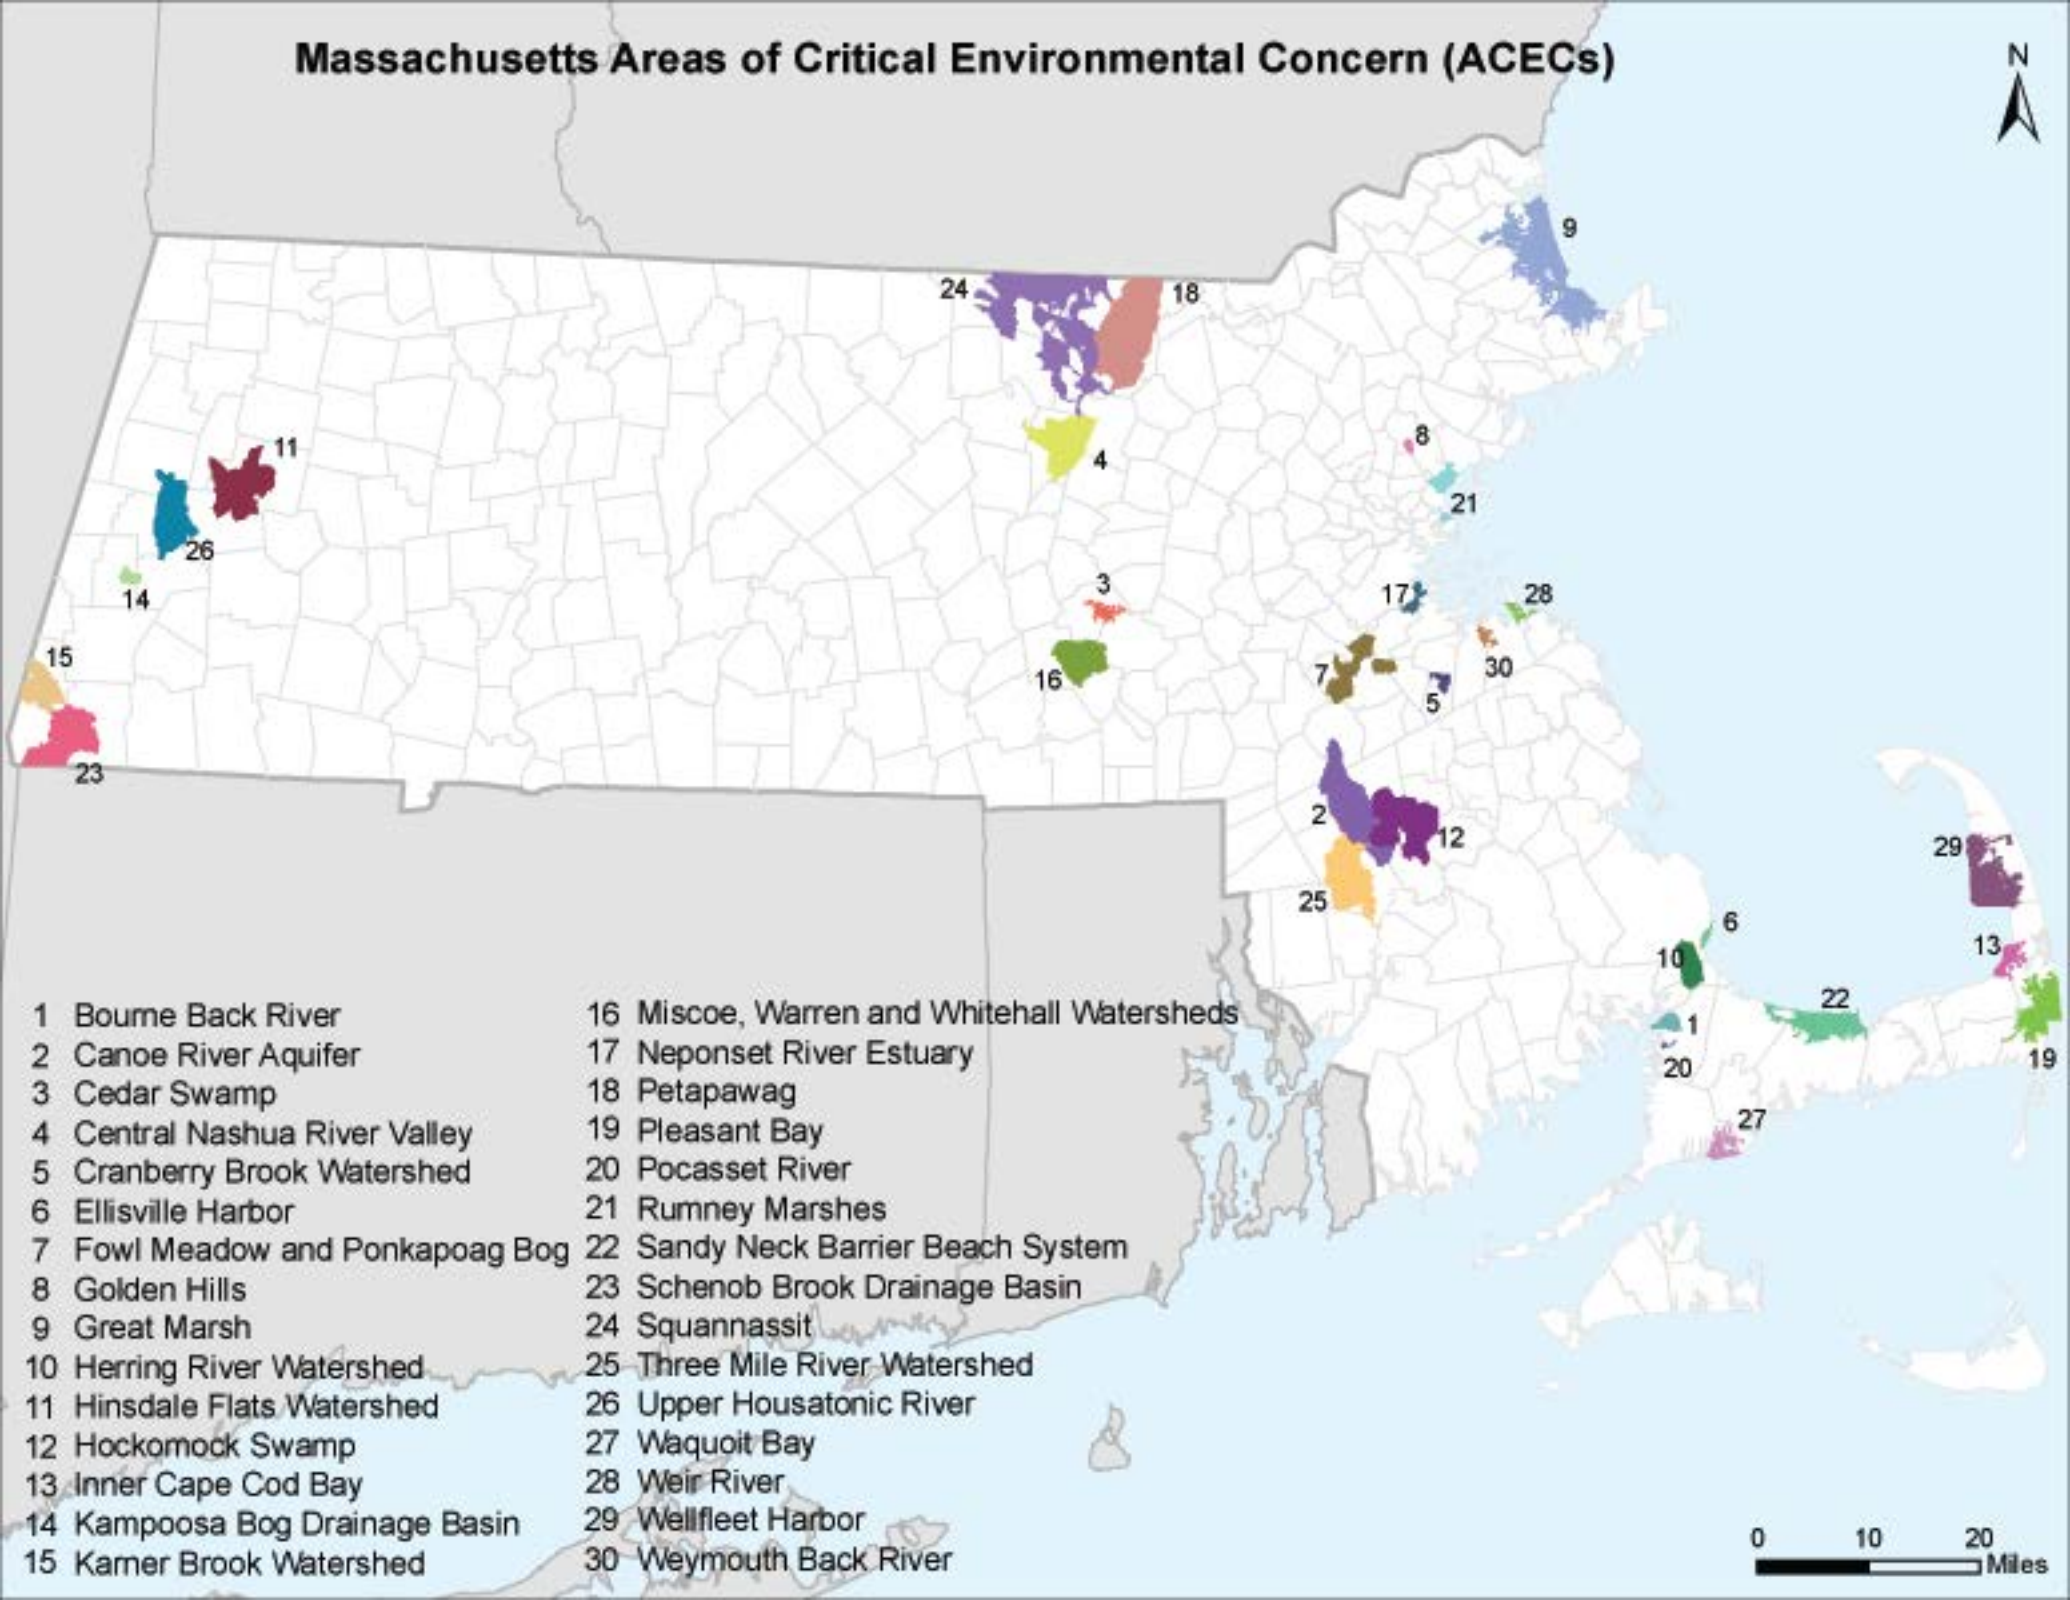 Massachusetts Areas of Critical Environmental Concern (ACECs)
N
9
24
18
11
8
4
21
26
14
3
17
28
15
7
30
16
5
23
2
12
29
25
6
13
10
22
1
19
20
27
1 Bourne Back River
2 Canoe River Aquifer
3 Cedar Swamp
4 Central Nashua River Valley
5 Cranberry Brook Watershed
6 Ellisville Harbor
7 Fowl Meadow and Ponkapoag Bog
8 Golden Hills
9 Great Marsh
10 Herring River Watershed
11 Hinsdale Flats Watershed
12 Hockomock Swamp
13 Inner Cape Cod Bay
14 Kampoosa Bog Drainage Basin
15 Karner Brook Watershed
16 Miscoe, Warren and Whitehall Watersheds
17 Neponset River Estuary
18 Petapawag
19 Pleasant Bay
20 Pocasset River
21 Rumney Marshes
22 Sandy Neck Barrier Beach System
23 Schenob Brook Drainage Basin
24 Squannassit
25 Three Mile River Watershed
26 Upper Housatonic River
27 Waquoit Bay
28 Weir River
29 Wellfleet Harbor
30 Weymouth Back River
0 10 20
Miles